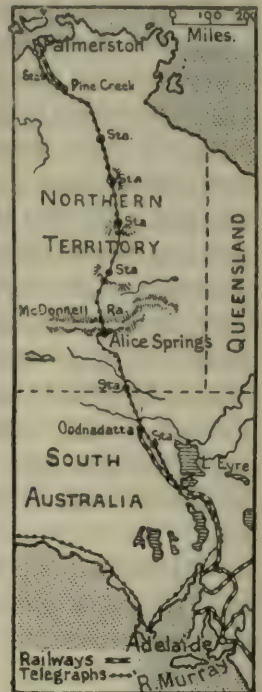 0 100 200
Miles.
Palmerston
Sta.
Pine Creek
Sta.
Sta
NORTHERN
Sta
TERRITORY
Sta
QUEENSLAND
McDonnell Ra.
Alice Springs
Sta
Oodnadatta
Sta
SOUTH
L Eyre
AUSTRALIA
Adelaide
Railways
Telegraphs
R. Murray